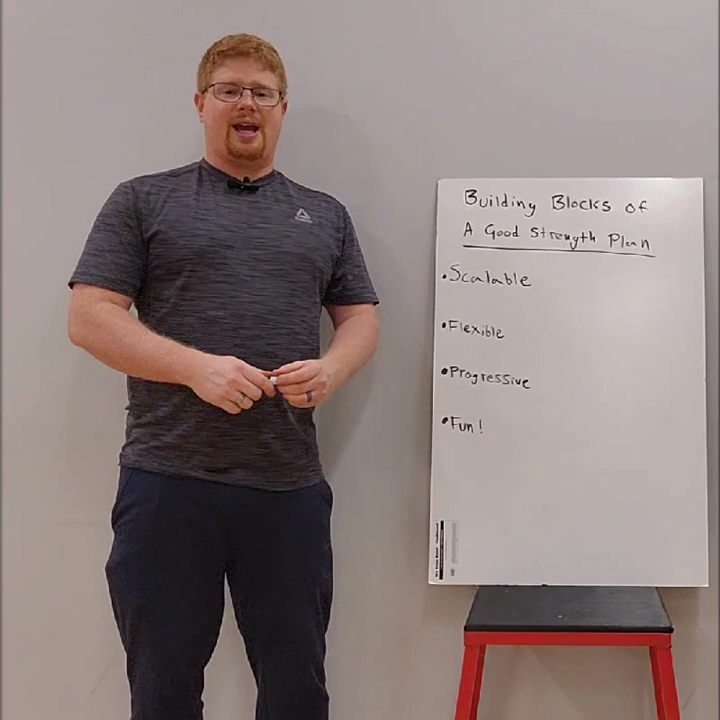 Building Blocks of
A Good Strength Plan
•Scalable
•Flexible
•Progressive
•Fun!